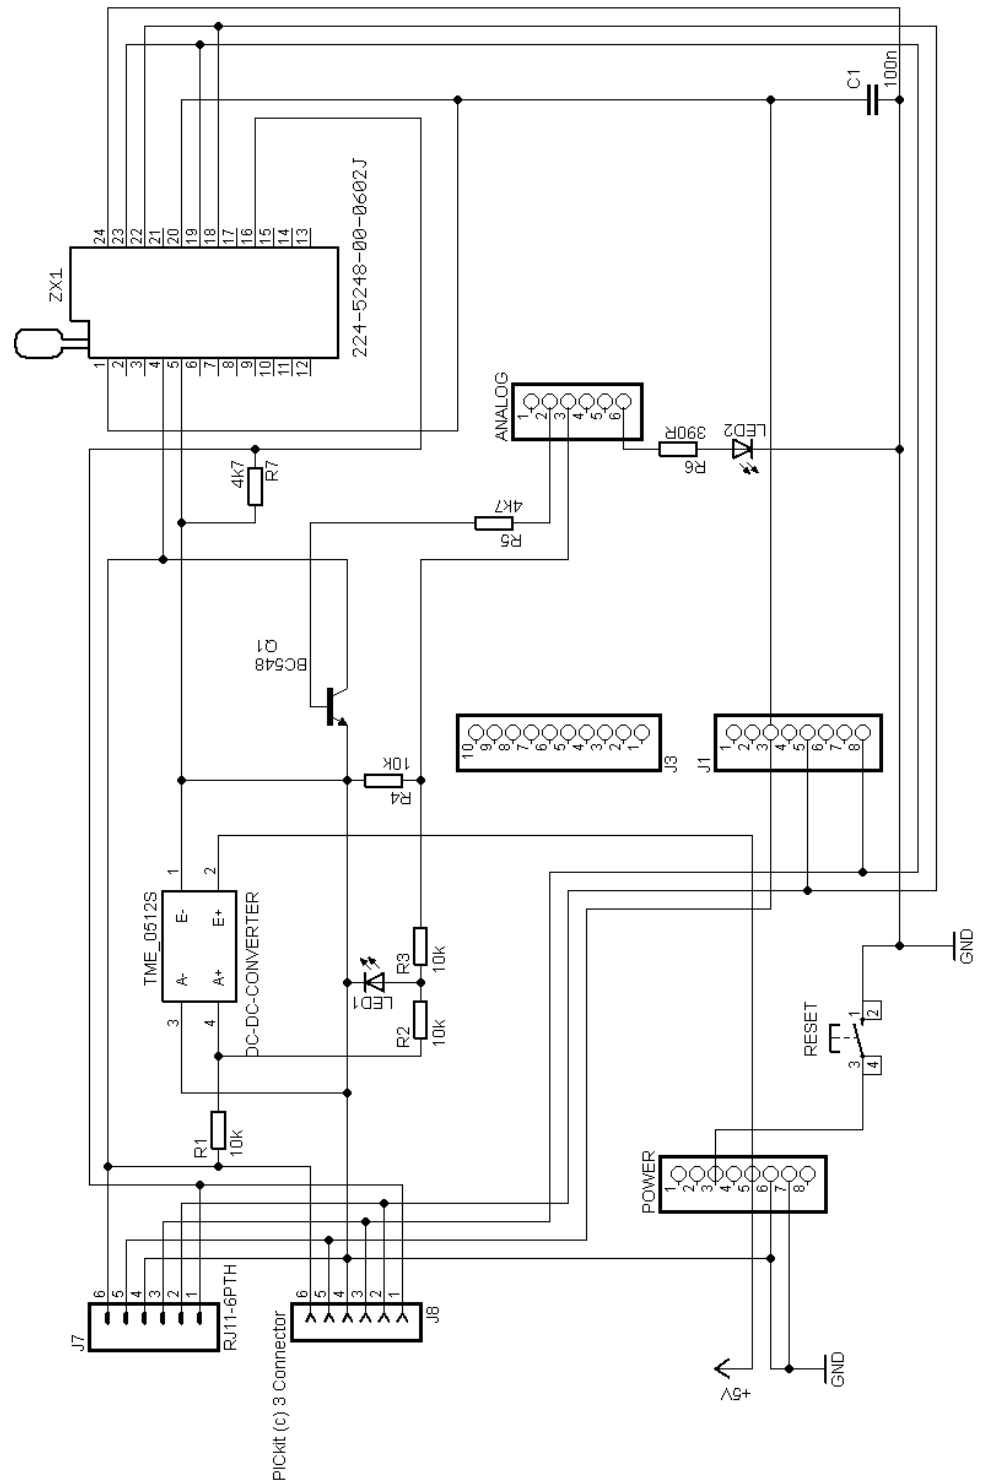 C1
100n
ZX1
24
23
22
21
20
19
18
17
16
15
14
13
1
2
3
4
5
6
7
8
9
10
11
12
224-5248-00-0602J
ANALOG
1
2
3
4
5
6
R6
390R
LED2
4k7
R7
R5
4k7
Q1
BC548
10
9
8
7
6
5
4
3
2
1
J3
J1
1
2
3
4
5
6
7
8
R4
10k
TME_0512S
1
2
E-
E+
A-
A+
3
4
DC-DC-CONVERTER
LED1
R3
10k
R2
10k
R1
10k
GND
RESET
1
2
3
4
POWER
1
2
3
4
5
6
7
8
J7
6
5
4
3
2
1
RJ11-6PTH
6
5
4
3
2
1
J8
PICkit (c) 3 Connector
+5V
GND